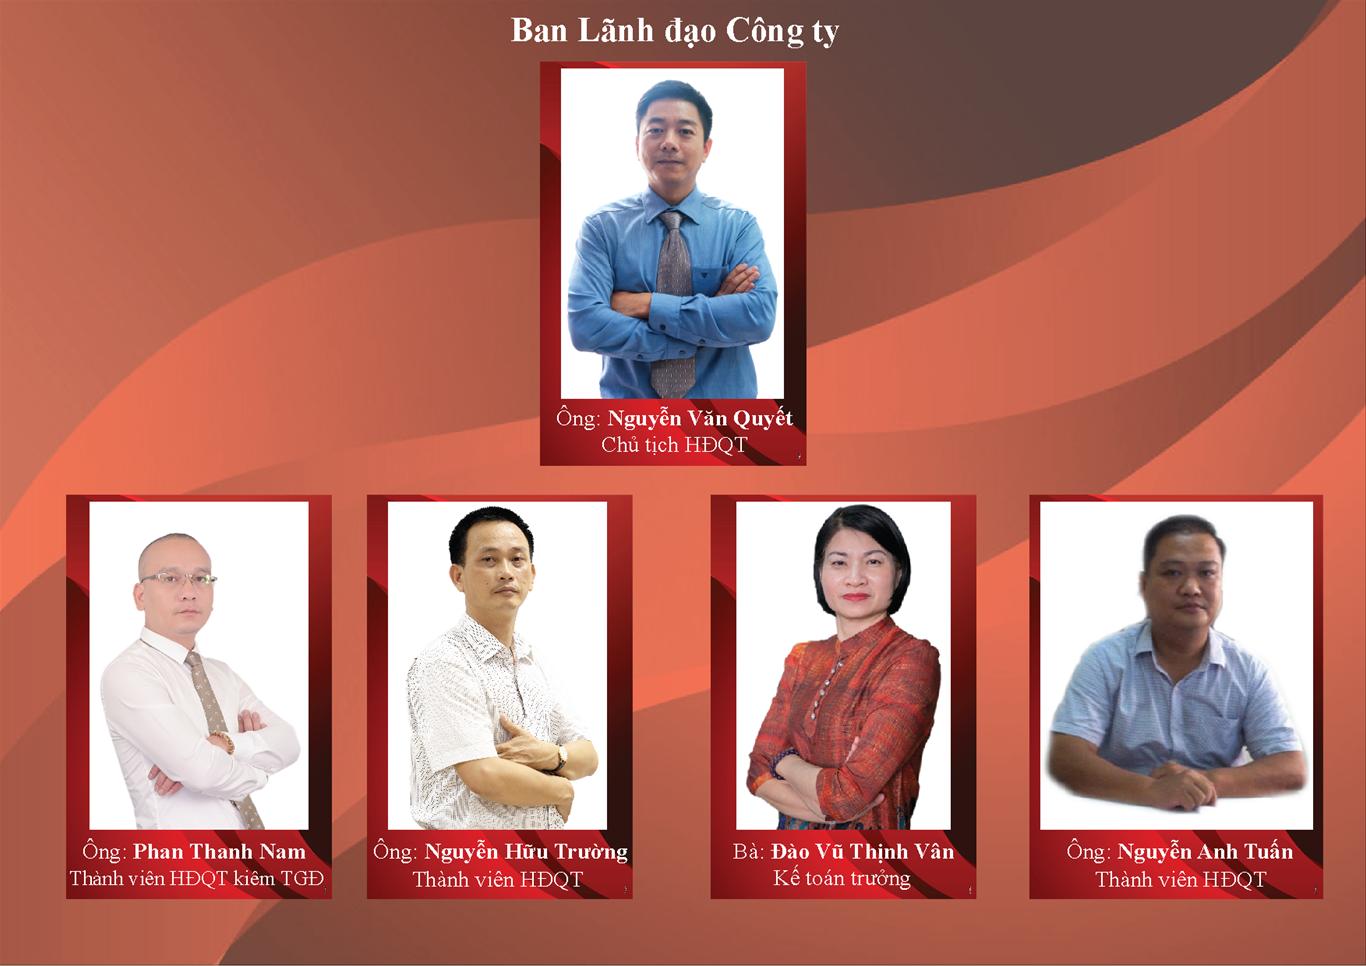 Ban Lãnh đạo Công ty
Ông: Nguyễn Văn Quyết
Chủ tịch HĐQT
Ông: Phan Thanh Nam
Thành viên HĐQT kiêm TGĐ
Ông: Nguyễn Hữu Trường
Thành viên HĐQT
Bà: Đào Vũ Thịnh Vân
Kế toán trưởng
Ông: Nguyễn Anh Tuấn
Thành viên HĐQT